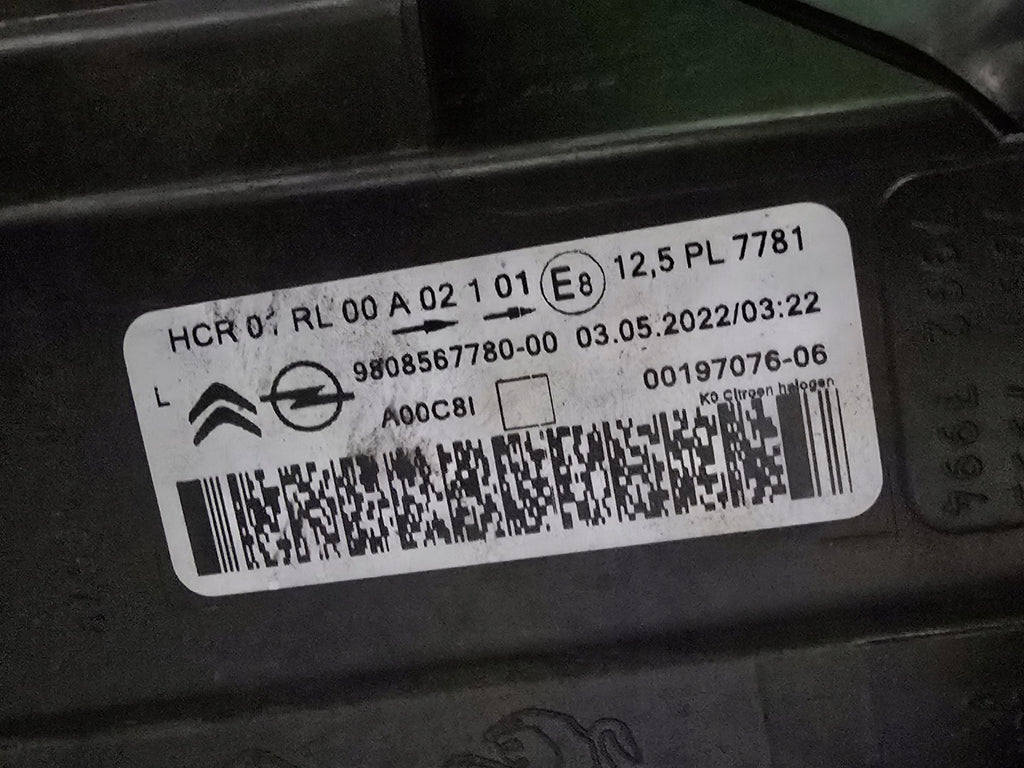 HCR 0 RL 00 A 02 1 01 E8 12,5 PL 7781
9808567780-00 03.05.2022/03:22
L
A00C8I
00197076-06
K0 Citroen halogen